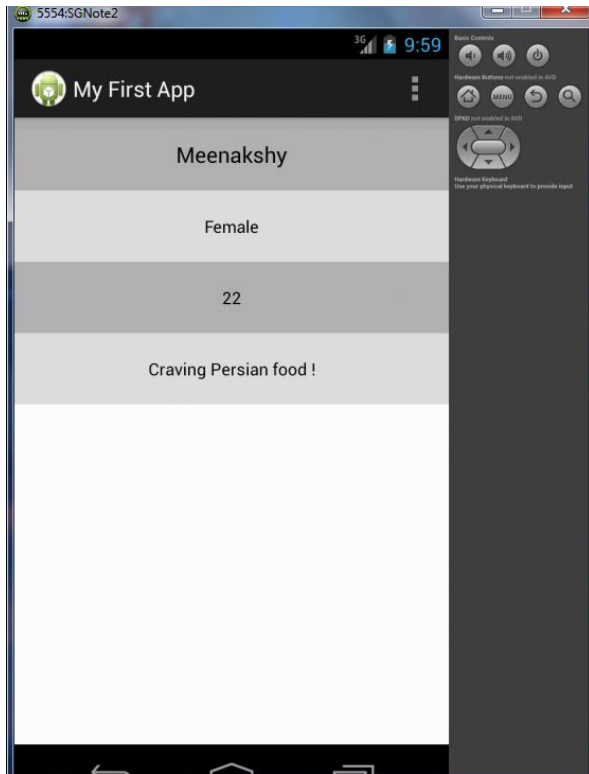 5554:SGNote2
3G 9:59
My First App
Meenakshy
Female
22
Craving Persian food !
Basic Controls
Hardware Buttons not enabled in AVD
MENU
DPAD not enabled in AVD
Hardware Keyboard
Use your physical keyboard to provide input